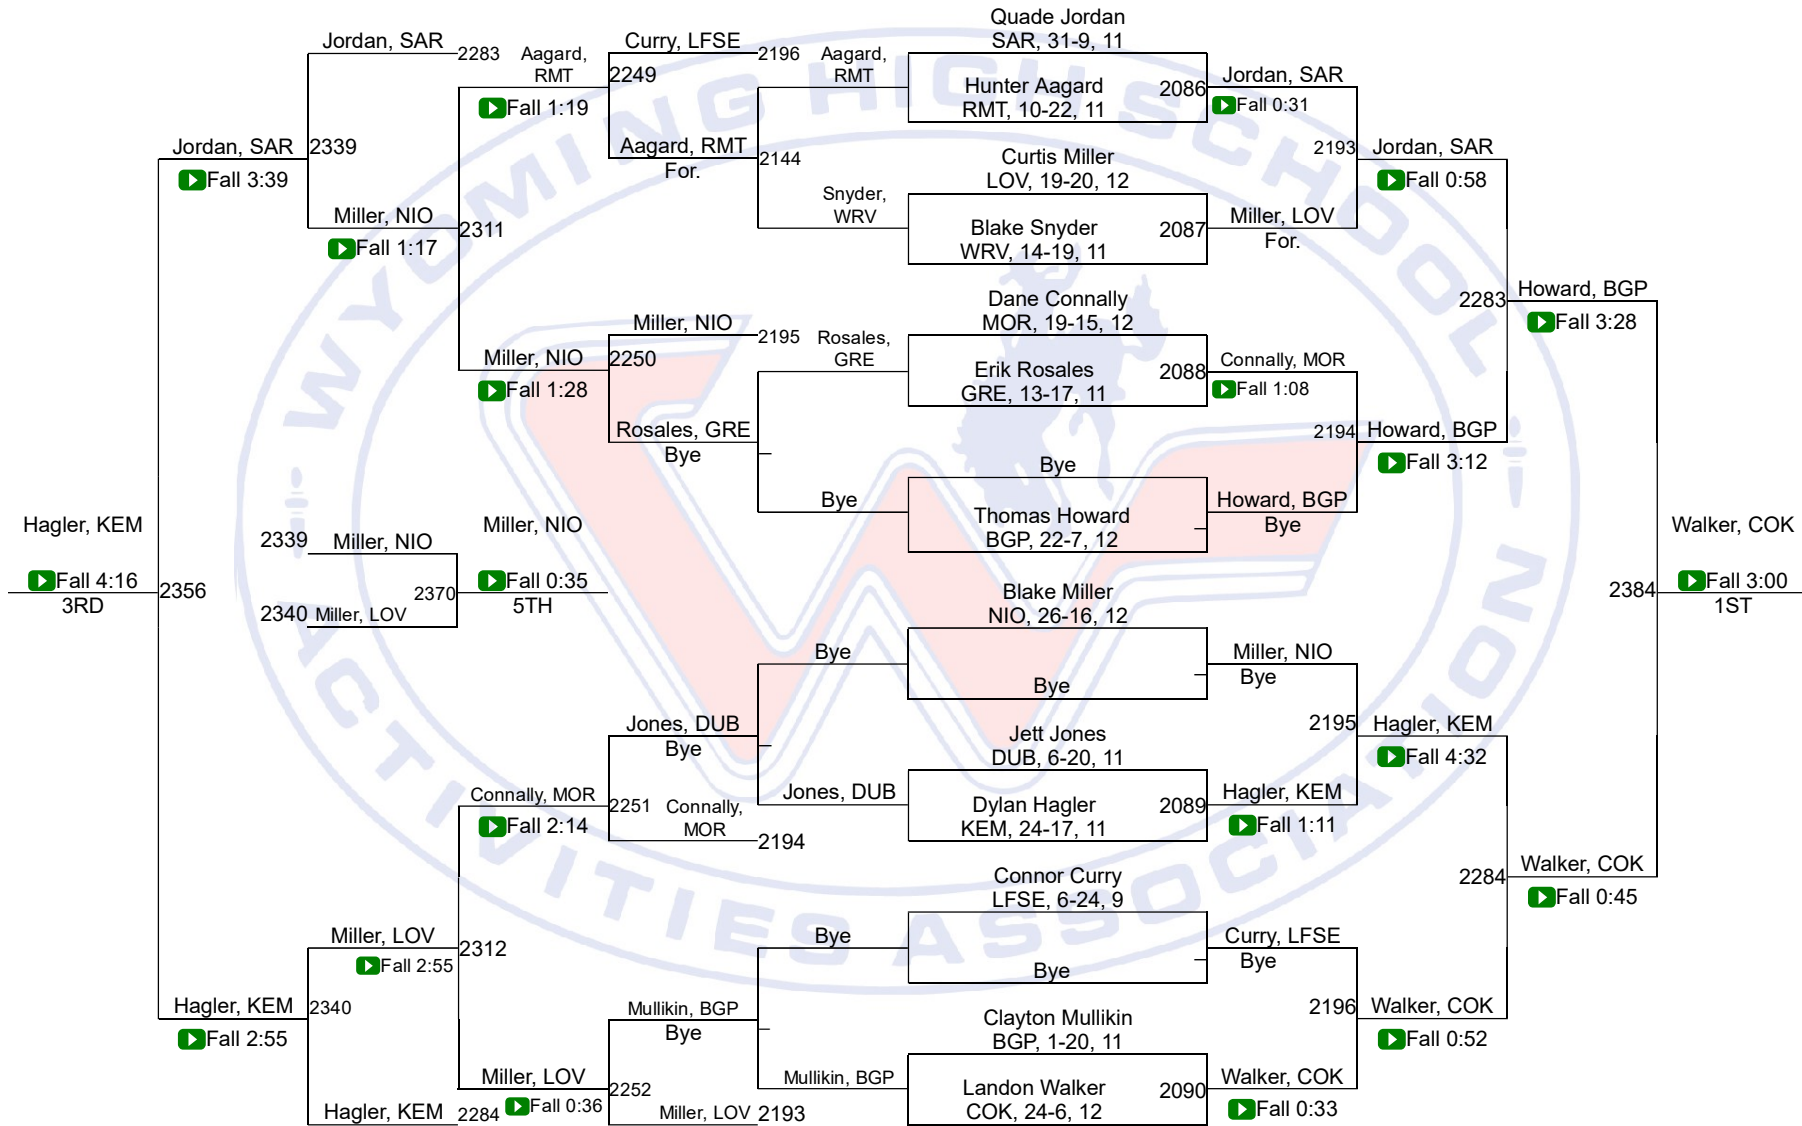 Quade Jordan
SAR, 31-9, 11
Jordan, SAR
2283
Aagard,
RMT
Curry, LFSE
2196
Aagard,
RMT
2249
Fall 1:19
Hunter Aagard
RMT, 10-22, 11
2086
Jordan, SAR
Fall 0:31
Jordan, SAR
2339
Fall 3:39
Aagard, RMT
For.
2144
Curtis Miller
LOV, 19-20, 12
2193
Jordan, SAR
Fall 0:58
Miller, NIO
2311
Fall 1:17
Snyder,
WRV
Blake Snyder
WRV, 14-19, 11
2087
Miller, LOV
For.
Dane Connally
MOR, 19-15, 12
2283
Howard, BGP
Fall 3:28
Miller, NIO
2195
Rosales,
GRE
Miller, NIO
2250
Fall 1:28
Erik Rosales
GRE, 13-17, 11
2088
Connally, MOR
Fall 1:08
Rosales, GRE
Bye
2194
Howard, BGP
Fall 3:12
Bye
Bye
Thomas Howard
BGP, 22-7, 12
Howard, BGP
Bye
Hagler, KEM
Fall 4:16
3RD
2356
2339
Miller, NIO
2340
Miller, LOV
2370
Miller, NIO
Fall 0:35
5TH
Walker, COK
2384
Fall 3:00
1ST
Blake Miller
NIO, 26-16, 12
Bye
Bye
Miller, NIO
Bye
Jones, DUB
Bye
Jett Jones
DUB, 6-20, 11
2195
Hagler, KEM
Fall 4:32
Connally, MOR
2251
Fall 2:14
Connally,
MOR
2194
Jones, DUB
Dylan Hagler
KEM, 24-17, 11
2089
Hagler, KEM
Fall 1:11
Connor Curry
LFSE, 6-24, 9
2284
Walker, COK
Fall 0:45
Miller, LOV
2312
Fall 2:55
Bye
Bye
Curry, LFSE
Bye
Hagler, KEM
2340
Fall 2:55
Mullikin, BGP
Bye
Clayton Mullikin
BGP, 1-20, 11
2196
Walker, COK
Fall 0:52
Miller, LOV
2252
Fall 0:36
Mullikin, BGP
Landon Walker
COK, 24-6, 12
2090
Walker, COK
Fall 0:33
Hagler, KEM
2284
Miller, LOV
2193
WYOMING HIGH SCHOOL
ACTIVITIES ASSOCIATION